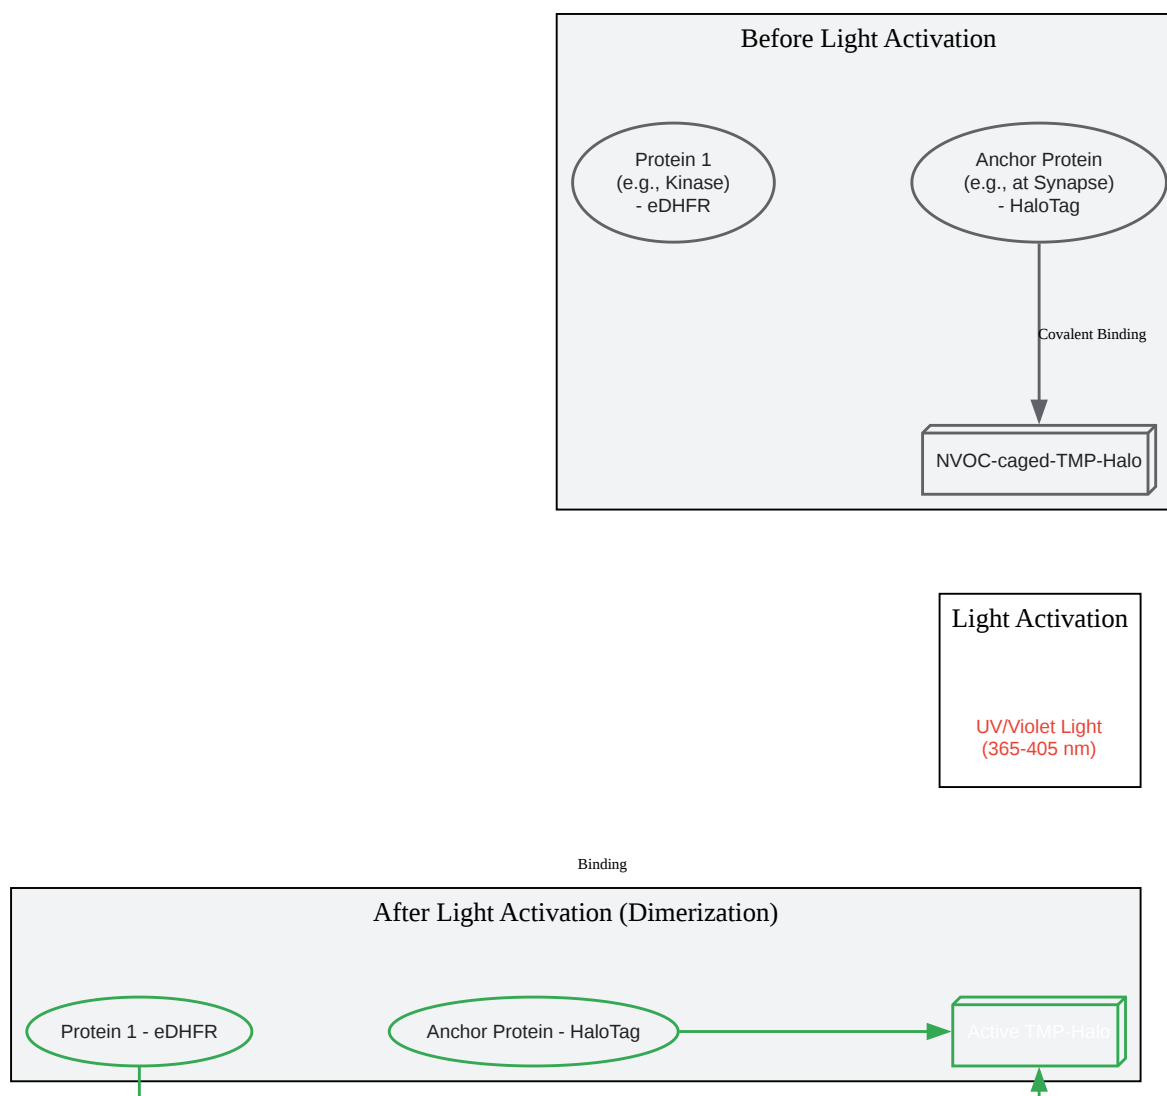 Before Light Activation
Protein 1
(e.g., Kinase)
- eDHFR
Anchor Protein
(e.g., at Synapse)
- HaloTag
Covalent Binding
NVOC-caged-TMP-Halo
Light Activation
UV/Violet Light
(365-405 nm)
Binding
After Light Activation (Dimerization)
Protein 1 - eDHFR
Anchor Protein - HaloTag
Active TMP-Halo